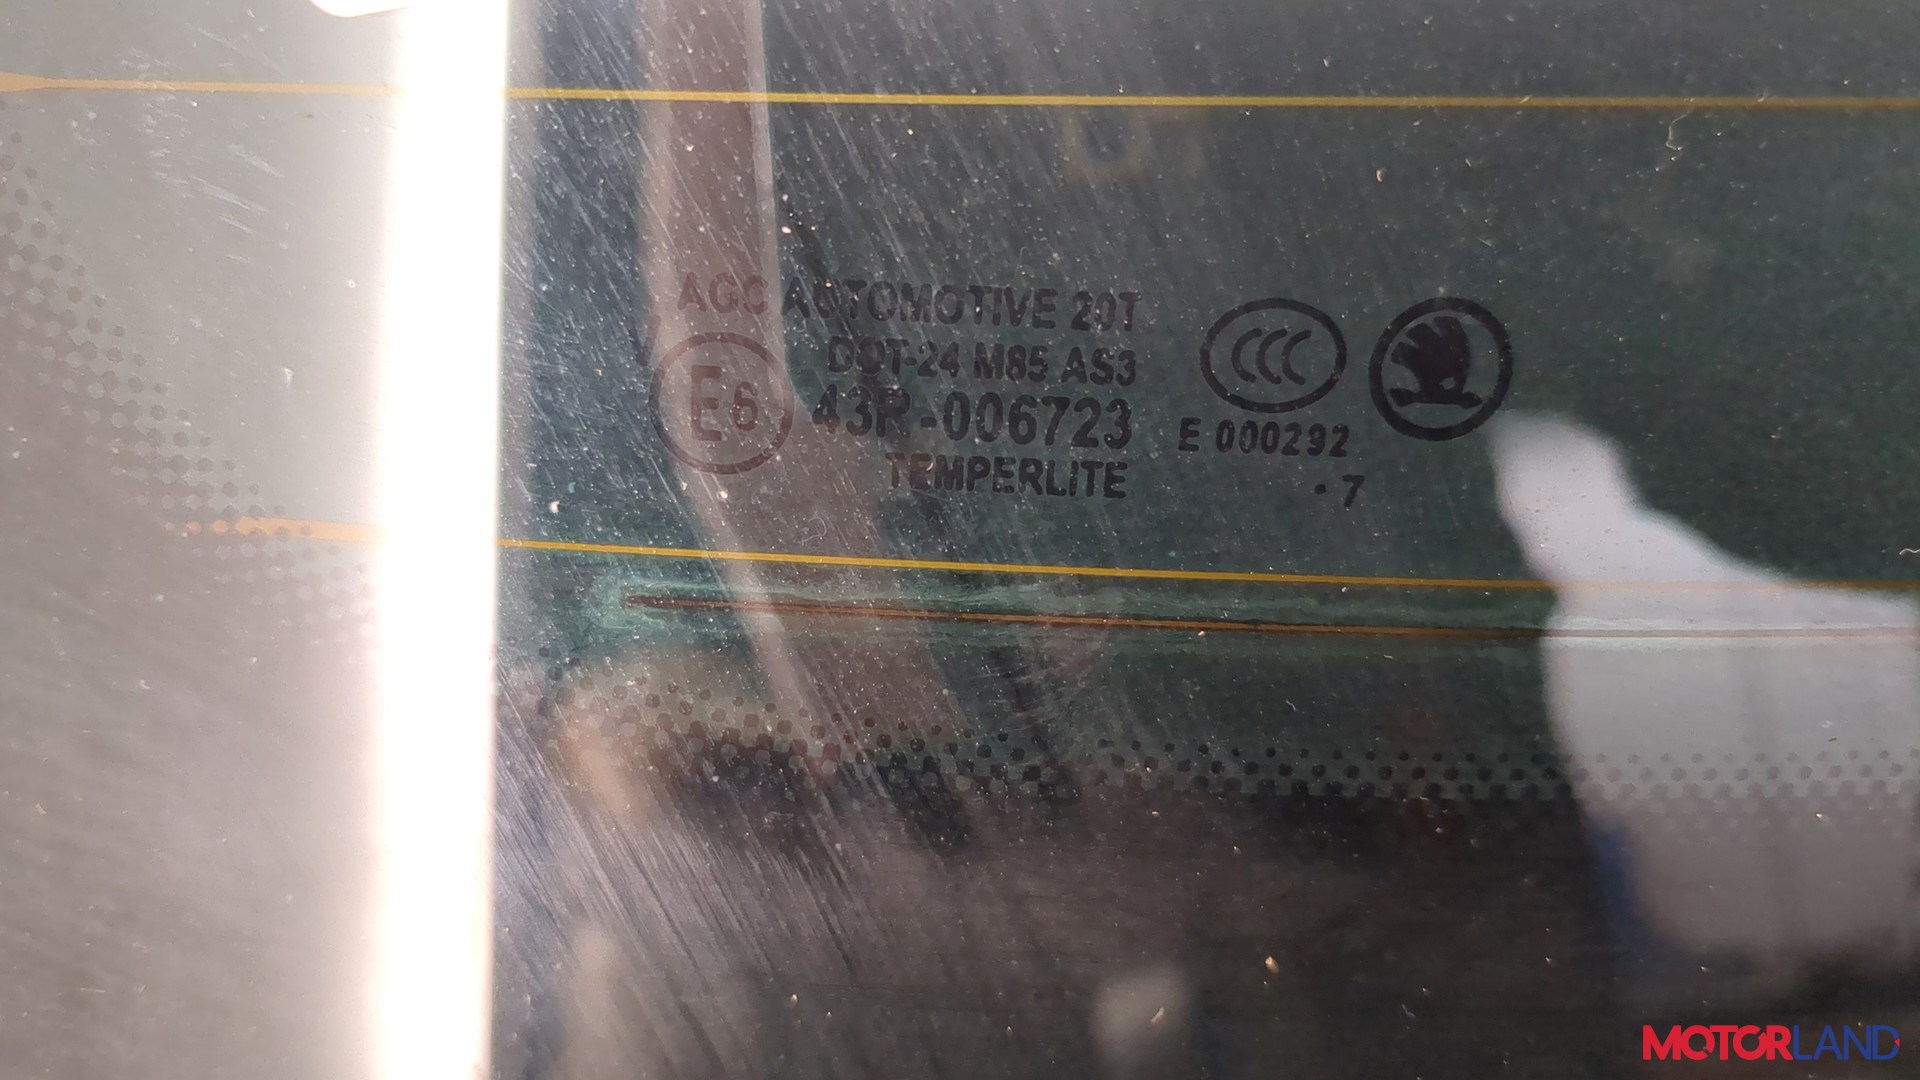 AGC AUTOMOTIVE 20T
DOT-24 M85 AS3
E6
43R-006723
TEMPERLITE
CCC
E 000292
. 7
MOTORLAND